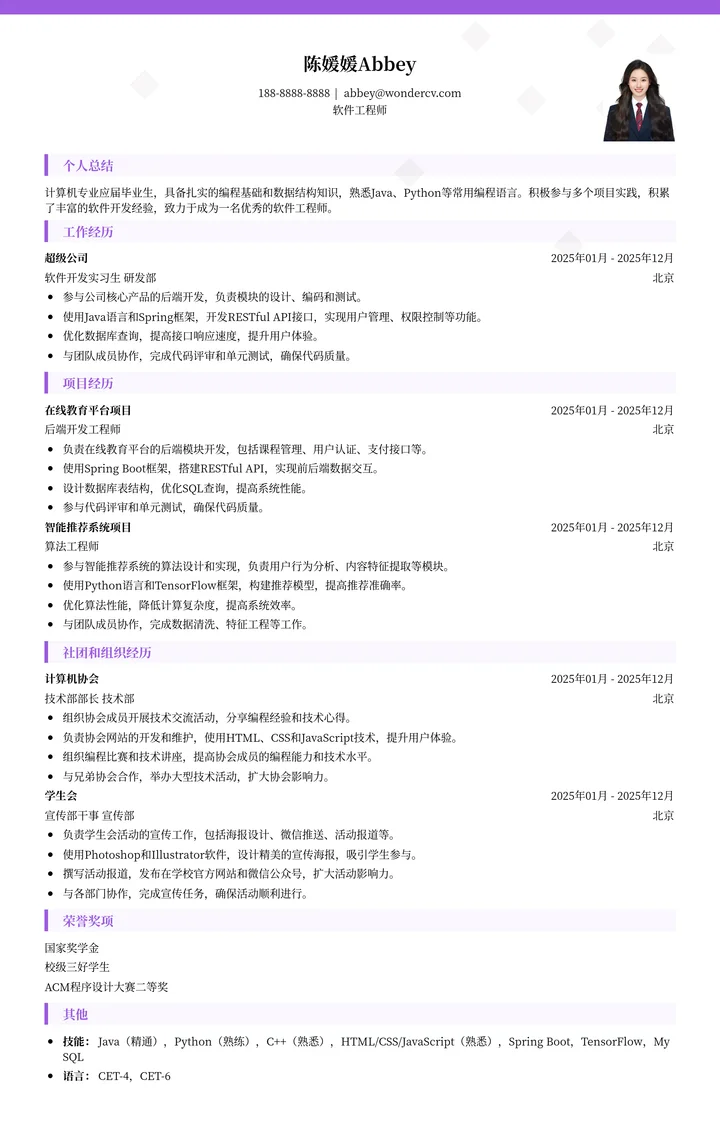 陈媛媛Abbey
188-8888-8888 | abbey@wondercv.com
软件工程师
个人总结
计算机专业应届毕业生，具备扎实的编程基础和数据结构知识，熟悉Java、Python等常用编程语言。积极参与多个项目实践，积累
了丰富的软件开发经验，致力于成为一名优秀的软件工程师。
工作经历
超级公司 2025年01月 - 2025年12月
软件开发实习生 研发部 北京
• 参与公司核心产品的后端开发，负责模块的设计、编码和测试。
• 使用Java语言和Spring框架，开发RESTful API接口，实现用户管理、权限控制等功能。
• 优化数据库查询，提高接口响应速度，提升用户体验。
• 与团队成员协作，完成代码评审和单元测试，确保代码质量。
项目经历
在线教育平台项目 2025年01月 - 2025年12月
后端开发工程师 北京
• 负责在线教育平台的后端模块开发，包括课程管理、用户认证、支付接口等。
• 使用Spring Boot框架，搭建RESTful API，实现前后端数据交互。
• 设计数据库表结构，优化SQL查询，提高系统性能。
• 参与代码评审和单元测试，确保代码质量。
智能推荐系统项目 2025年01月 - 2025年12月
算法工程师 北京
• 参与智能推荐系统的算法设计和实现，负责用户行为分析、内容特征提取等模块。
• 使用Python语言和TensorFlow框架，构建推荐模型，提高推荐准确率。
• 优化算法性能，降低计算复杂度，提高系统效率。
• 与团队成员协作，完成数据清洗、特征工程等工作。
社团和组织经历
计算机协会 2025年01月 - 2025年12月
技术部部长 技术部 北京
• 组织协会成员开展技术交流活动，分享编程经验和技术心得。
• 负责协会网站的开发和维护，使用HTML、CSS和JavaScript技术，提升用户体验。
• 组织编程比赛和技术讲座，提高协会成员的编程能力和技术水平。
• 与兄弟协会合作，举办大型技术活动，扩大协会影响力。
学生会 2025年01月 - 2025年12月
宣传部干事 宣传部 北京
• 负责学生会活动的宣传工作，包括海报设计、微信推送、活动报道等。
• 使用Photoshop和Illustrator软件，设计精美的宣传海报，吸引学生参与。
• 撰写活动报道，发布在学校官方网站和微信公众号，扩大活动影响力。
• 与各部门协作，完成宣传任务，确保活动顺利进行。
荣誉奖项
国家奖学金
校级三好学生
ACM程序设计大赛二等奖
其他
• 技能： Java（精通）, Python（熟练）, C++（熟悉）, HTML/CSS/JavaScript（熟悉）, Spring Boot, TensorFlow, My
SQL
• 语言： CET-4, CET-6